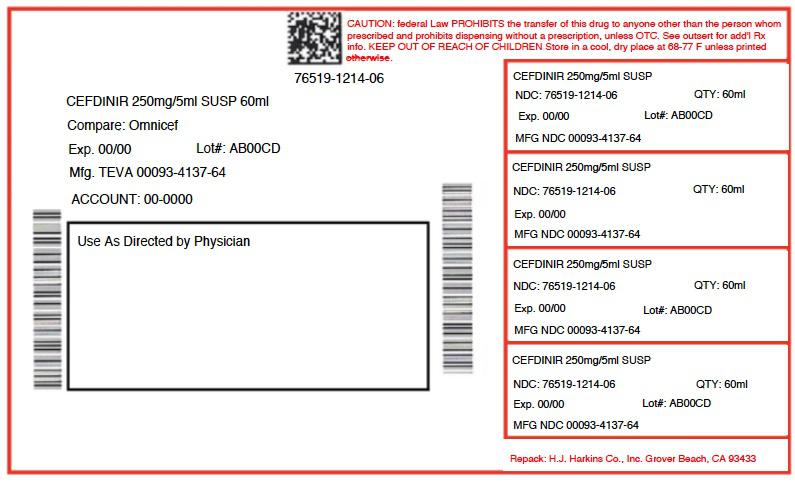 CAUTION: federal Law PROHIBITS the transfer of this drug to anyone other than the person whom
prescribed and prohibits dispensing without a prescription, unless OTC. See outsert for add'l Rx
info. KEEP OUT OF REACH OF CHILDREN Store in a cool, dry place at 68-77 F unless printed
otherwise.
76519-1214-06
CEFDINIR 250mg/5ml SUSP 60ml
Compare: Omnicef
Exp. 00/00 Lot#: AB00CD
Mfg. TEVA 00093-4137-64
ACCOUNT: 00-0000
Use As Directed by Physician
CEFDINIR 250mg/5ml SUSP
NDC: 76519-1214-06 QTY: 60ml
Exp. 00/00 Lot#: AB00CD
MFG NDC 00093-4137-64
CEFDINIR 250mg/5ml SUSP
NDC: 76519-1214-06 QTY: 60ml
Exp. 00/00
MFG NDC 00093-4137-64
CEFDINIR 250mg/5ml SUSP
NDC: 76519-1214-06 QTY: 60ml
Exp. 00/00 Lot#: AB00CD
MFG NDC 00093-4137-64
CEFDINIR 250mg/5ml SUSP
NDC: 76519-1214-06 QTY: 60ml
Exp. 00/00 Lot#: AB00CD
MFG NDC 00093-4137-64
Repack: H.J. Harkins Co., Inc. Grover Beach, CA 93433